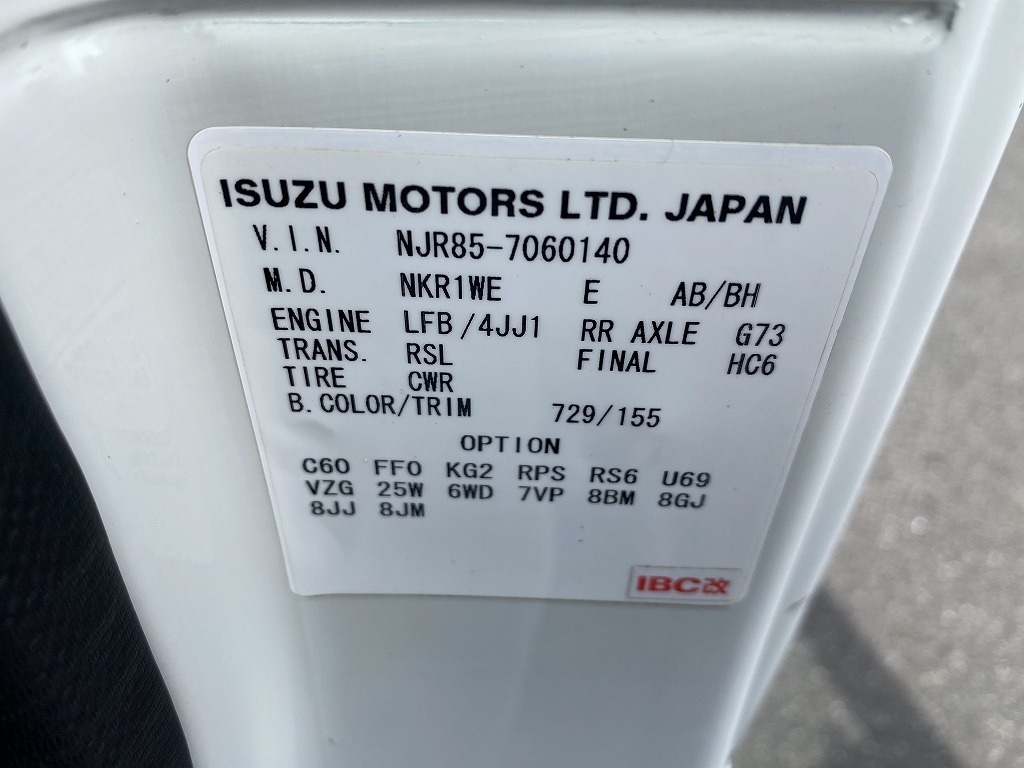 ISUZU MOTORS LTD. JAPAN
V.I.N. NJR85-7060140
M.D. NKR1WE E AB/BH
ENGINE LFB/4JJ1 RR AXLE G73
TRANS. RSL FINAL HC6
TIRE CWR
B.COLOR/TRIM 729/155
OPTION
C60 FF0 KG2 RPS RS6 U69
VZG 25W 6WD 7VP 8BM 8GJ
8JJ 8JM
IBC改